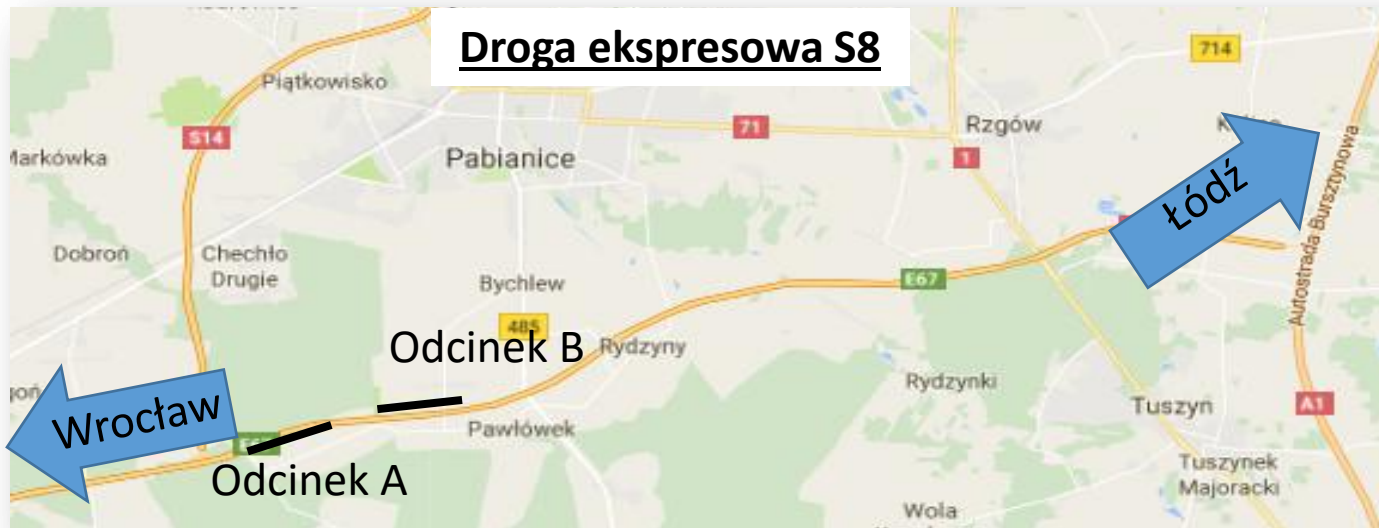 Droga ekspresowa S8
714
Piątkowisko
71
Rzgów
S14
1
Markówka
Pabianice
Łódź
Autostrada Bursztynowa
Dobroń
Chechło
Drugie
Bychlew
E67
485
Odcinek B
Rydzyny
Rydzynki
Wrocław
Tuszyn
A1
Pawłówek
Odcinek A
Tuszynek
Majoracki
Wola